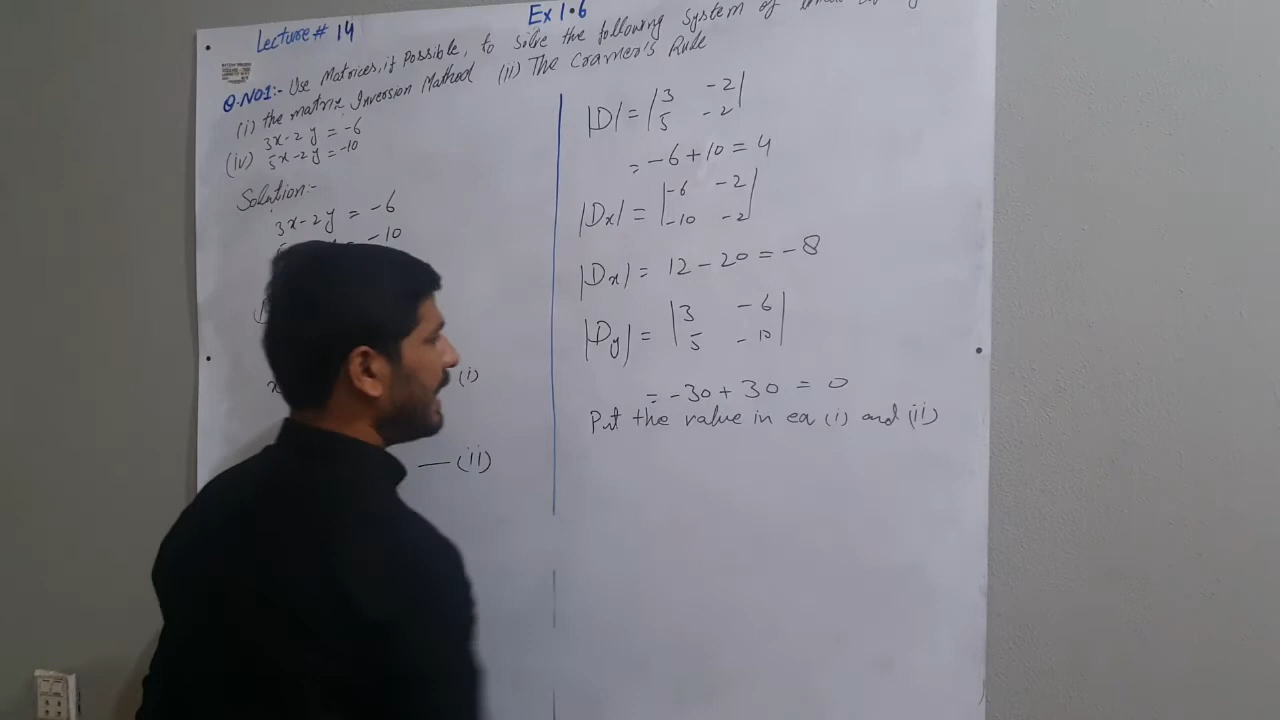 Lecture# 14
Ex 1.6
Q.NO1:- Use Matrices, if Possible, to solve the following system of
(i) the matrix Inversion Mathod (ii) The Cramer's Rule
(iv) 3x-2y = -6
5x-2y = -10
Solution:-
3x-2y = -6
-10
(i)
— (ii)
|D| = |3 -2|
|5 -2|
= -6+10 = 4
|Dx| = |-6 -2|
|-10 -2|
|Dx| = 12 - 20 = -8
|Dy| = |3 -6|
|5 -10|
= -30 + 30 = 0
Put the value in eq (i) and (ii)